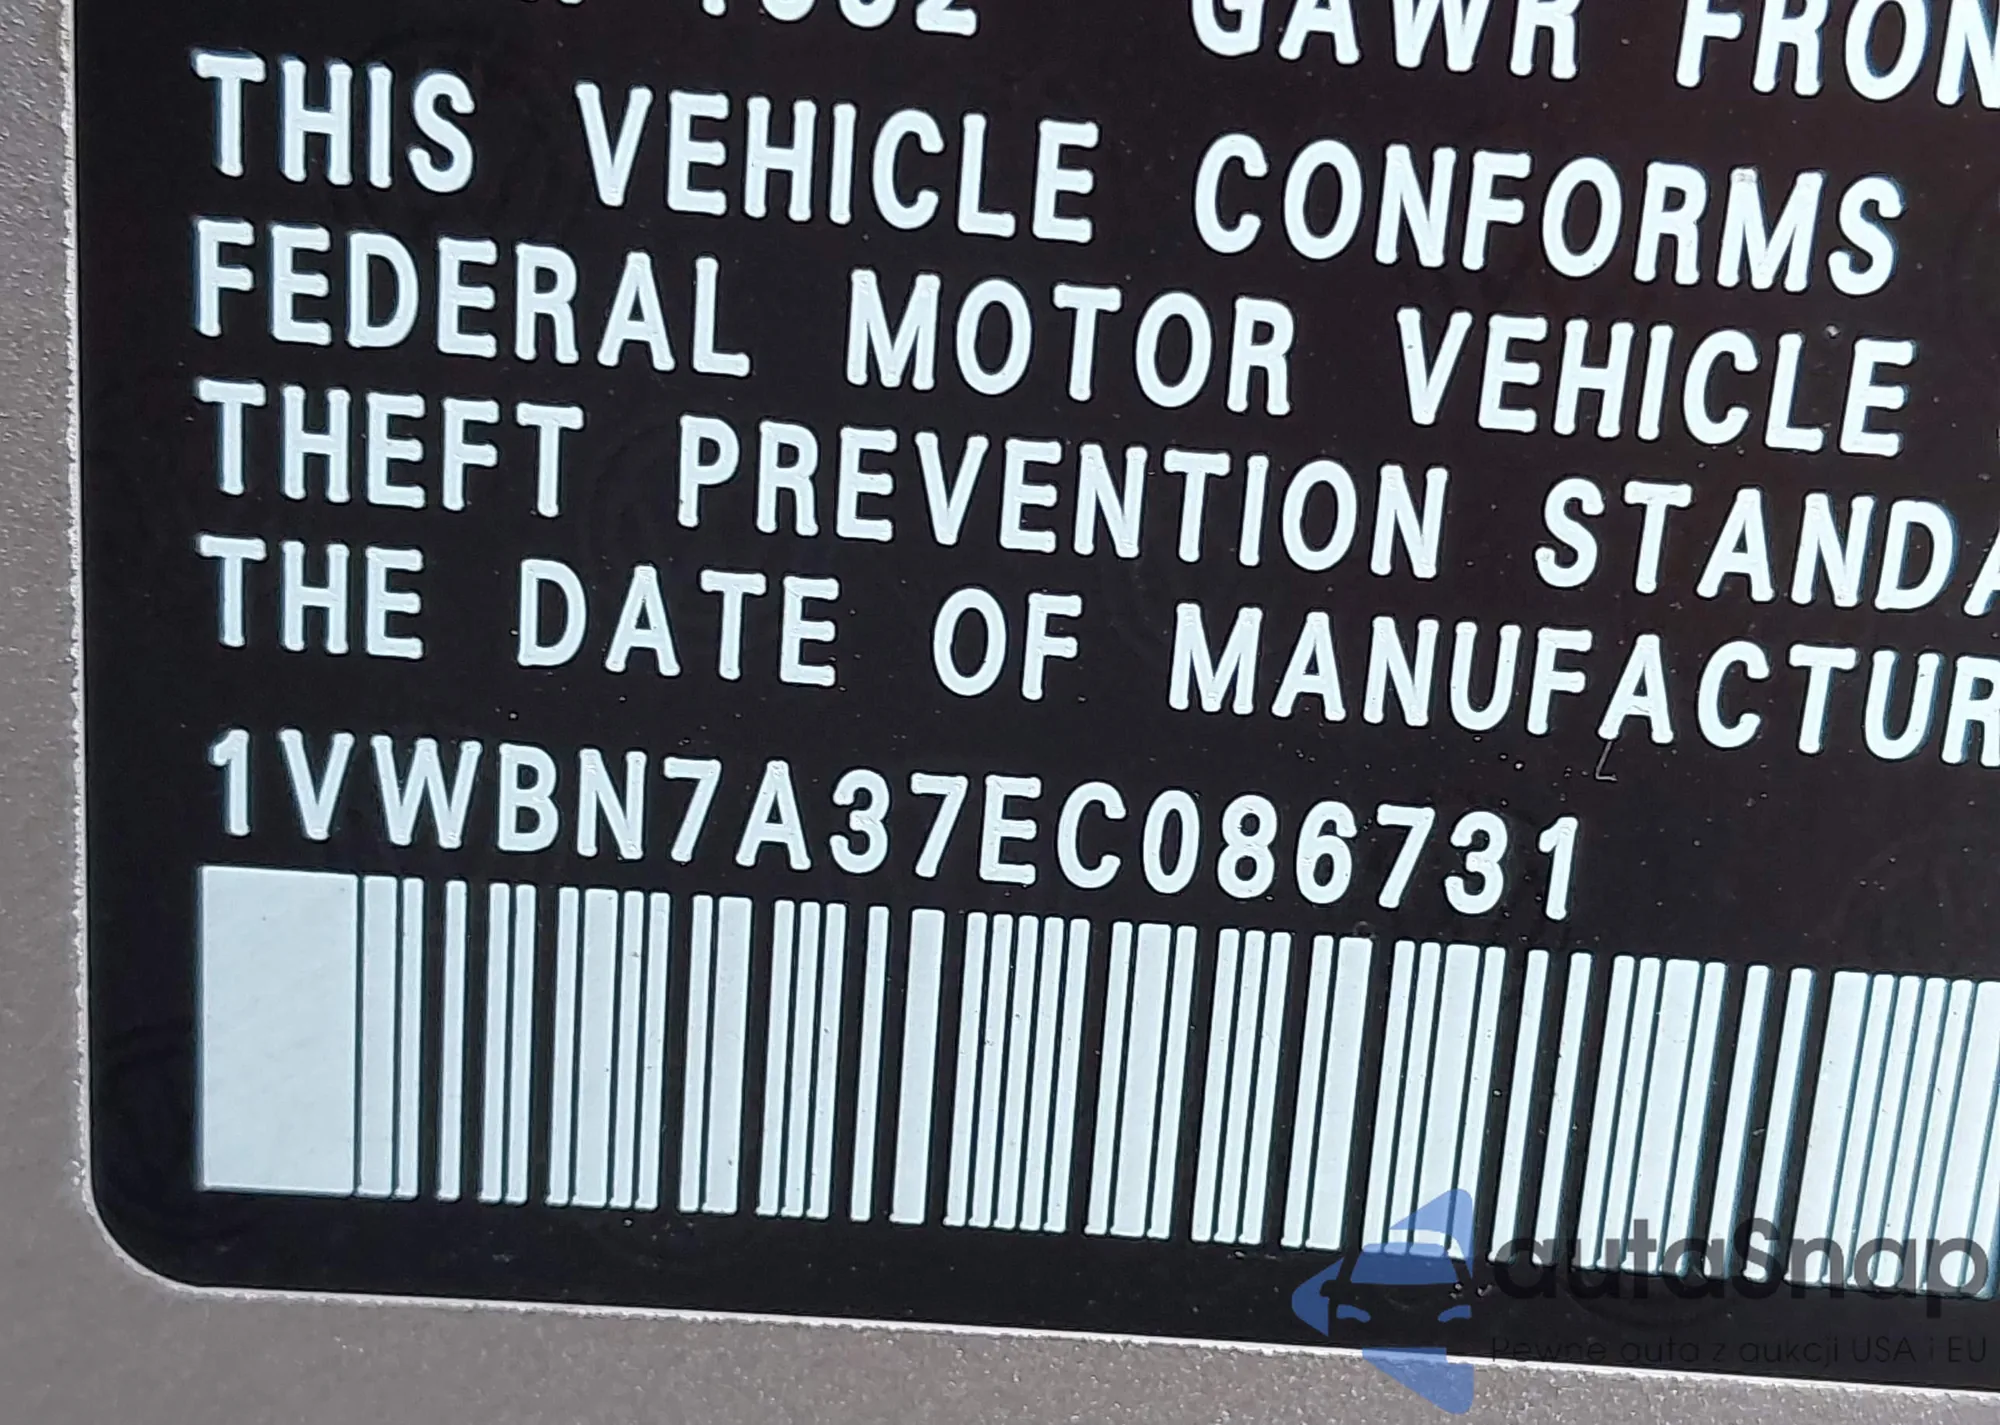 GAWR FRON
THIS VEHICLE CONFORMS
FEDERAL MOTOR VEHICLE
THEFT PREVENTION STANDA
THE DATE OF MANUFACTUR
1VWBN7A37EC086731
autaSnap
Pewne auta z aukcji USA i EU